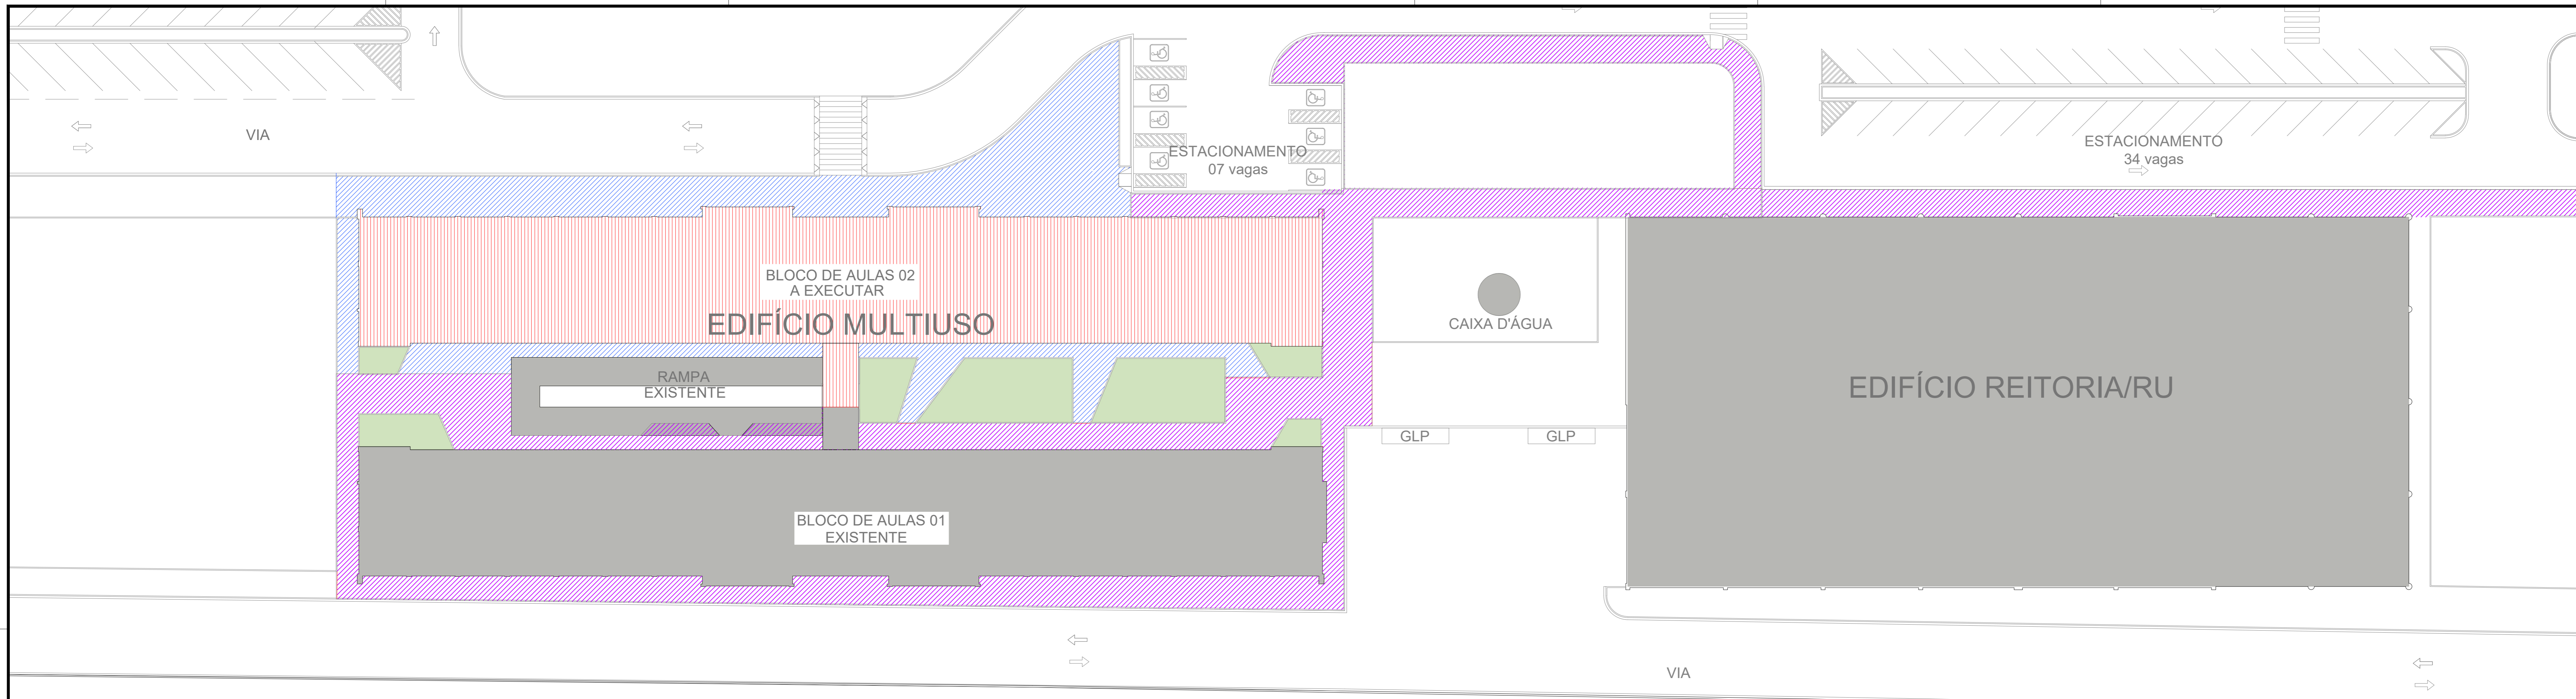 VIA
ESTACIONAMENTO
07 vagas
ESTACIONAMENTO
34 vagas
BLOCO DE AULAS 02
A EXECUTAR
EDIFÍCIO MULTIUSO
CAIXA D'ÁGUA
RAMPA
EXISTENTE
EDIFÍCIO REITORIA/RU
GLP
GLP
BLOCO DE AULAS 01
EXISTENTE
VIA